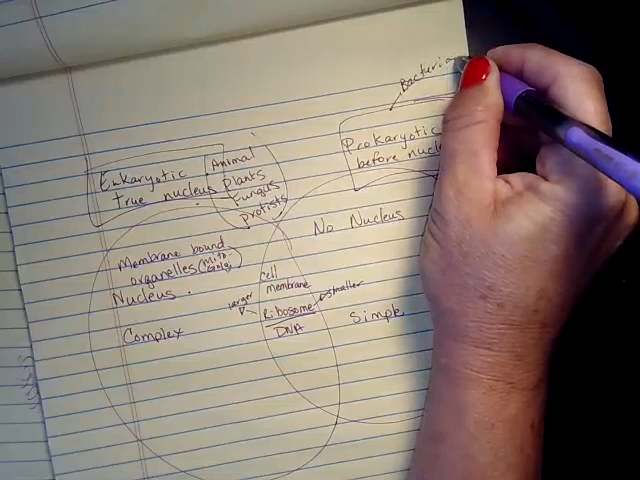 Bacteria
Eukaryotic
true nucleus
Animal
Plants
Fungus
Protists
Prokaryotic
before nucle
No Nucleus
Membrane bound
organelles (mito-
golgi)
Nucleus.
Complex
cell
membrane
larger
Ribosome
smaller
DNA
Simple